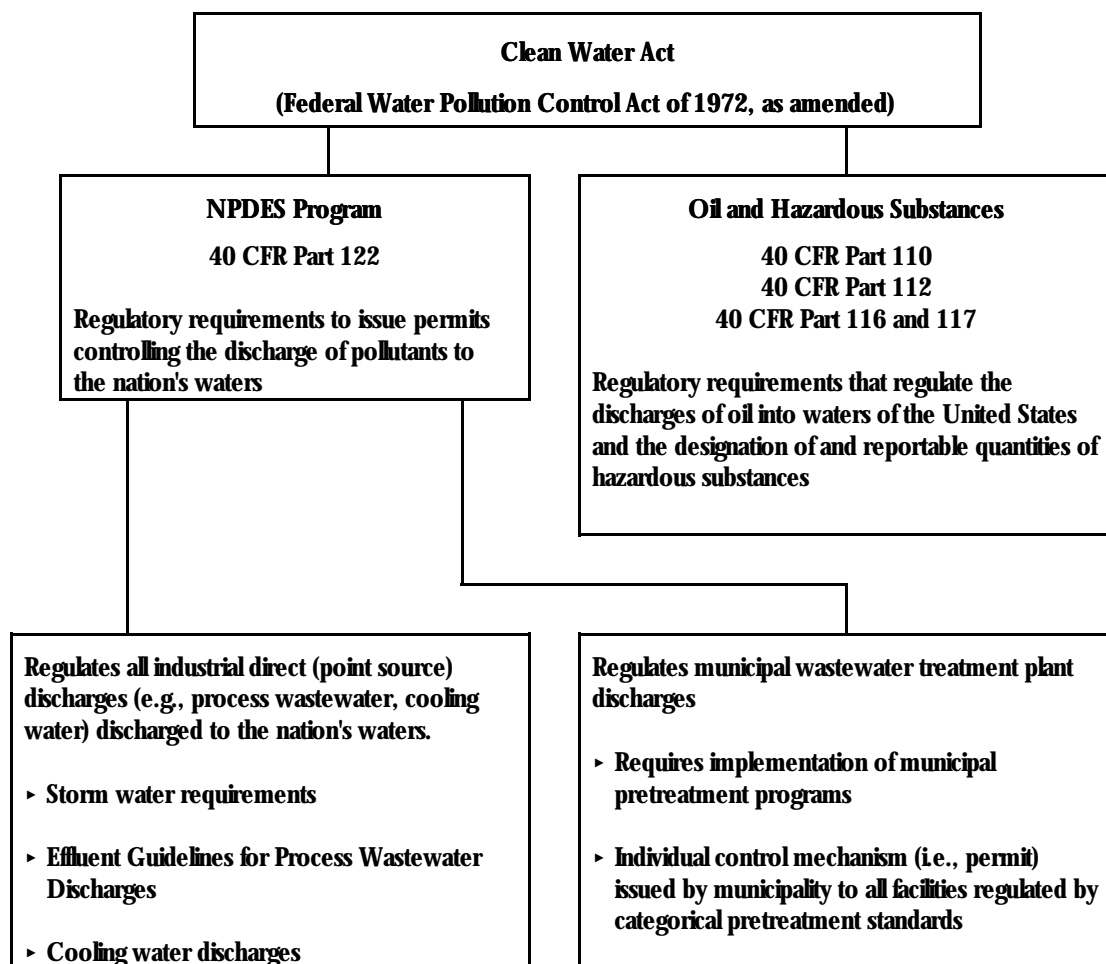 Clean Water Act
(Federal Water Pollution Control Act of 1972, as amended)
NPDES Program
40 CFR Part 122
Regulatory requirements to issue permits
controlling the discharge of pollutants to
the nation's waters
Oil and Hazardous Substances
40 CFR Part 110
40 CFR Part 112
40 CFR Part 116 and 117
Regulatory requirements that regulate the
discharges of oil into waters of the United States
and the designation of and reportable quantities of
hazardous substances
Regulates all industrial direct (point source)
discharges (e.g., process wastewater, cooling
water) discharged to the nation's waters.
▸ Storm water requirements
▸ Effluent Guidelines for Process Wastewater
Discharges
▸ Cooling water discharges
Regulates municipal wastewater treatment plant
discharges
▸ Requires implementation of municipal
pretreatment programs
▸ Individual control mechanism (i.e., permit)
issued by municipality to all facilities regulated by
categorical pretreatment standards